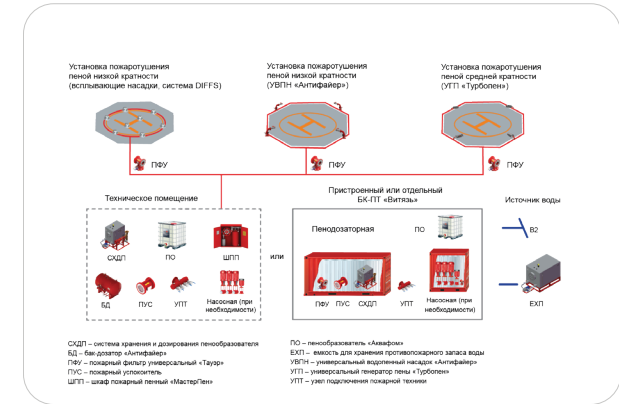 Установка пожаротушения
пеной низкой кратности
(всплывающие насадки, система DIFFS)
Установка пожаротушения
пеной низкой кратности
(УВПН «Антифайер»)
Установка пожаротушения
пеной средней кратности
(УГП «Турбопен»)
ПФУ
ПФУ
ПФУ
Техническое помещение
СХДП
ПО
ШПП
БД
ПУС
УПТ
Насосная (при
необходимости)
или
Пристроенный или отдельный
БК-ПТ «Витязь»
Пенодозаторная
ПО
ПФУ
ПУС
СХДП
УПТ
Насосная (при
необходимости)
Источник воды
В2
ЕХП
СХДП – система хранения и дозирования пенообразователя
БД – бак-дозатор «Антифайер»
ПФУ – пожарный фильтр универсальный «Тауэр»
ПУС – пожарный успокоитель
ШПП – шкаф пожарный пенный «МастерПен»
ПО – пенообразователь «Аквафом»
ЕХП – емкость для хранения противопожарного запаса воды
УВПН – универсальный водопенный насадок «Антифайер»
УГП – универсальный генератор пены «Турбопен»
УПТ – узел подключения пожарной техники